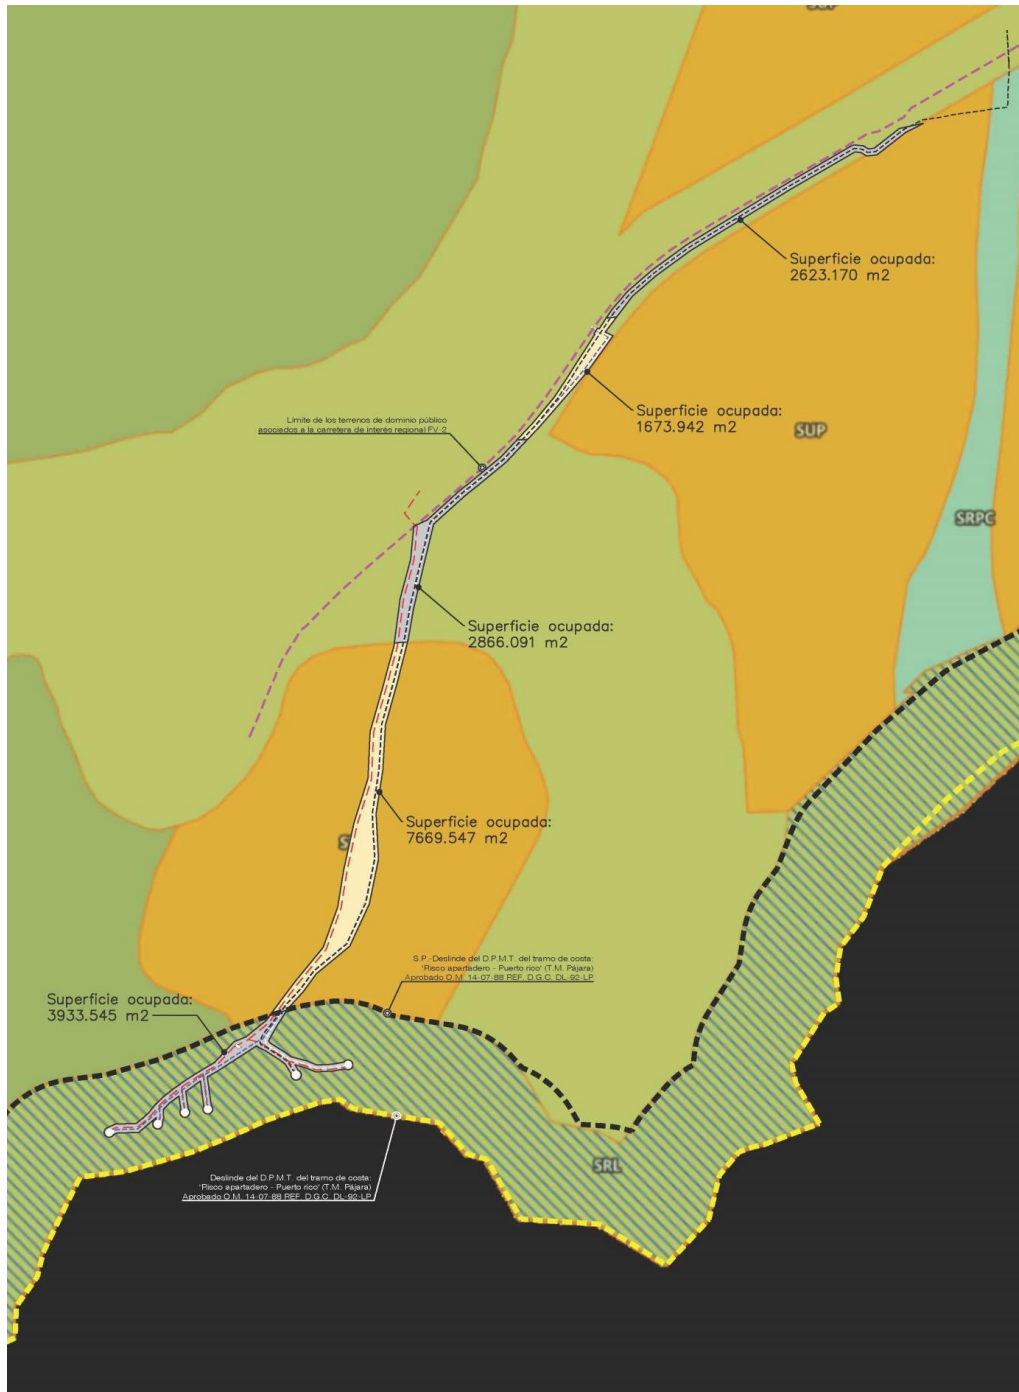 Superficie ocupada:
2623.170 m2
Superficie ocupada:
1673.942 m2
Límite de los terrenos de dominio público
asociados a la carretera de interés regional FV-2
SUP
SRPC
Superficie ocupada:
2866.091 m2
Superficie ocupada:
7669.547 m2
S.P.-Deslinde del D.P.M.T. del tramo de costa:
'Risco apartadero - Puerto rico' (T.M. Pájara)
Aprobado O.M. 14-07-88 REF. D.G.C. DL-92-LP
Superficie ocupada:
3933.545 m2
SRL
Deslinde del D.P.M.T. del tramo de costa:
'Risco apartadero - Puerto rico' (T.M. Pájara)
Aprobado O.M. 14-07-88 REF. D.G.C. DL-92-LP